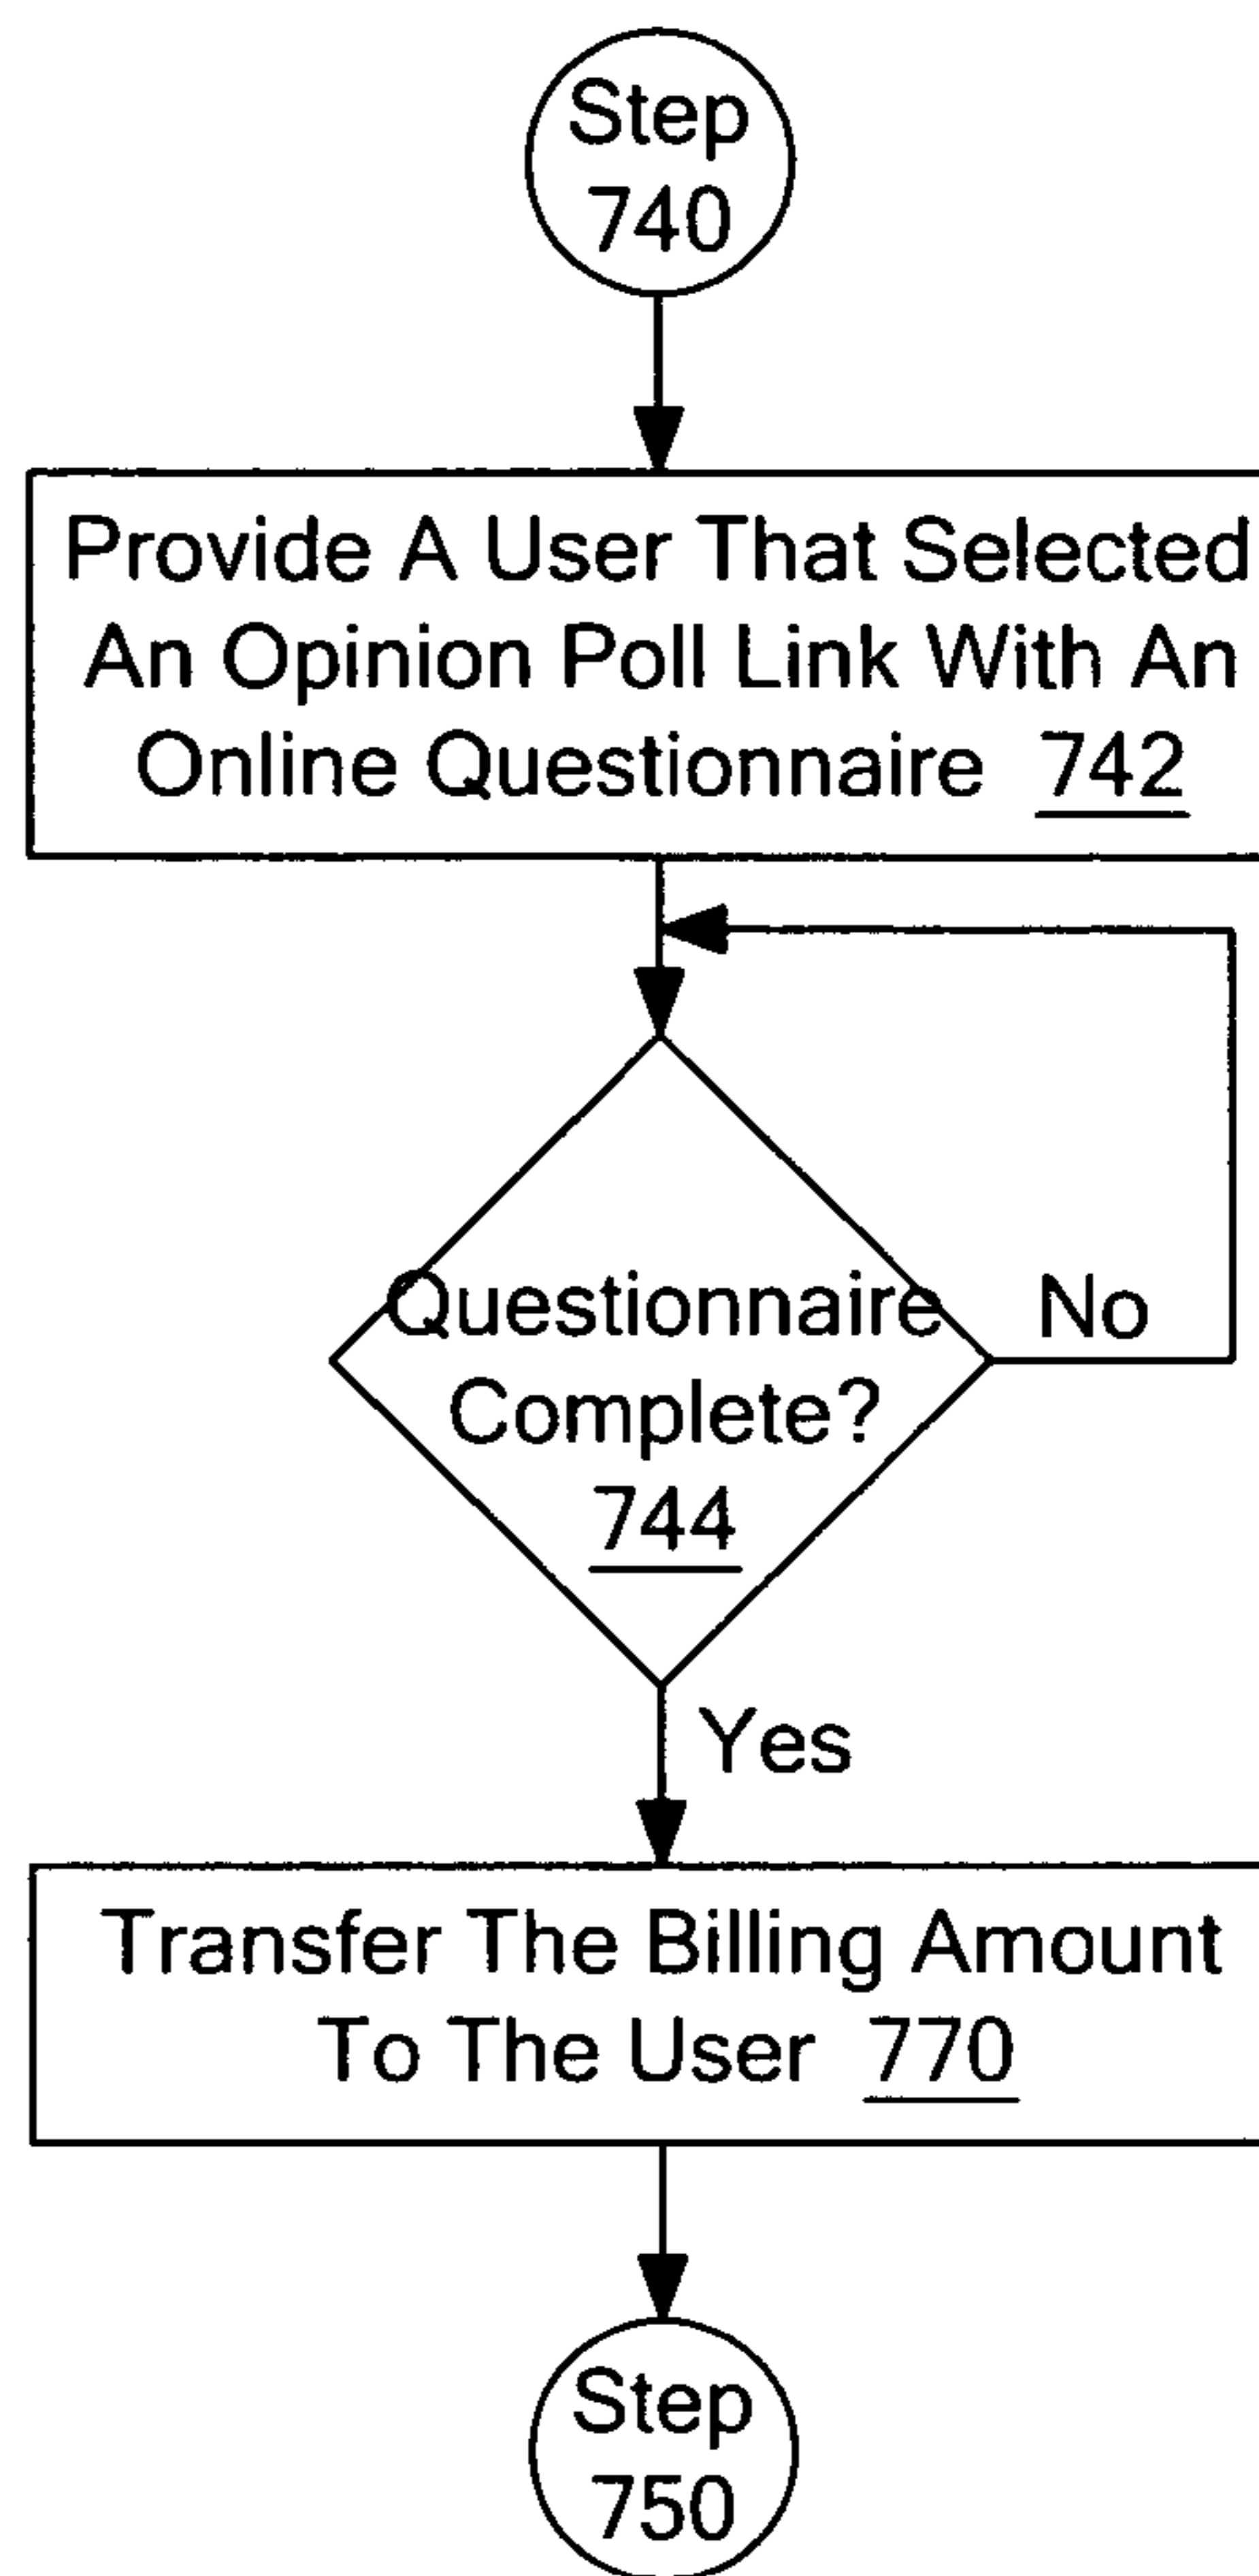 Step
740
Provide A User That Selected
An Opinion Poll Link With An
Online Questionnaire 742
Questionnaire
Complete?
744
No
Yes
Transfer The Billing Amount
To The User 770
Step
750